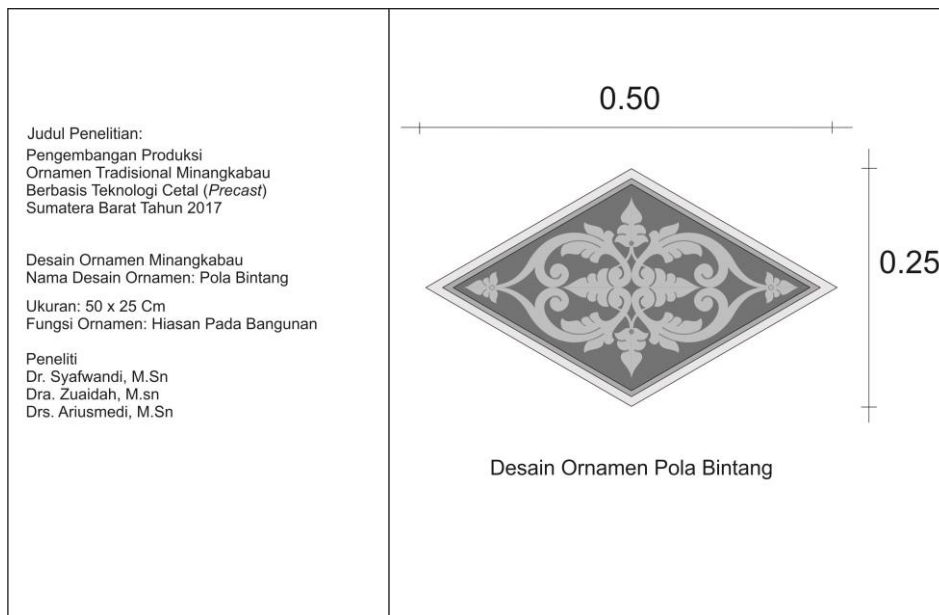 Judul Penelitian:
Pengembangan Produksi
Ornamen Tradisional Minangkabau
Berbasis Teknologi Cetal (Precast)
Sumatera Barat Tahun 2017
Desain Ornamen Minangkabau
Nama Desain Ornamen: Pola Bintang
Ukuran: 50 x 25 Cm
Fungsi Ornamen: Hiasan Pada Bangunan
Peneliti
Dr. Syafwandi, M.Sn
Dra. Zuaidah, M.sn
Drs. Ariusmedi, M.Sn
0.50
0.25
Desain Ornamen Pola Bintang